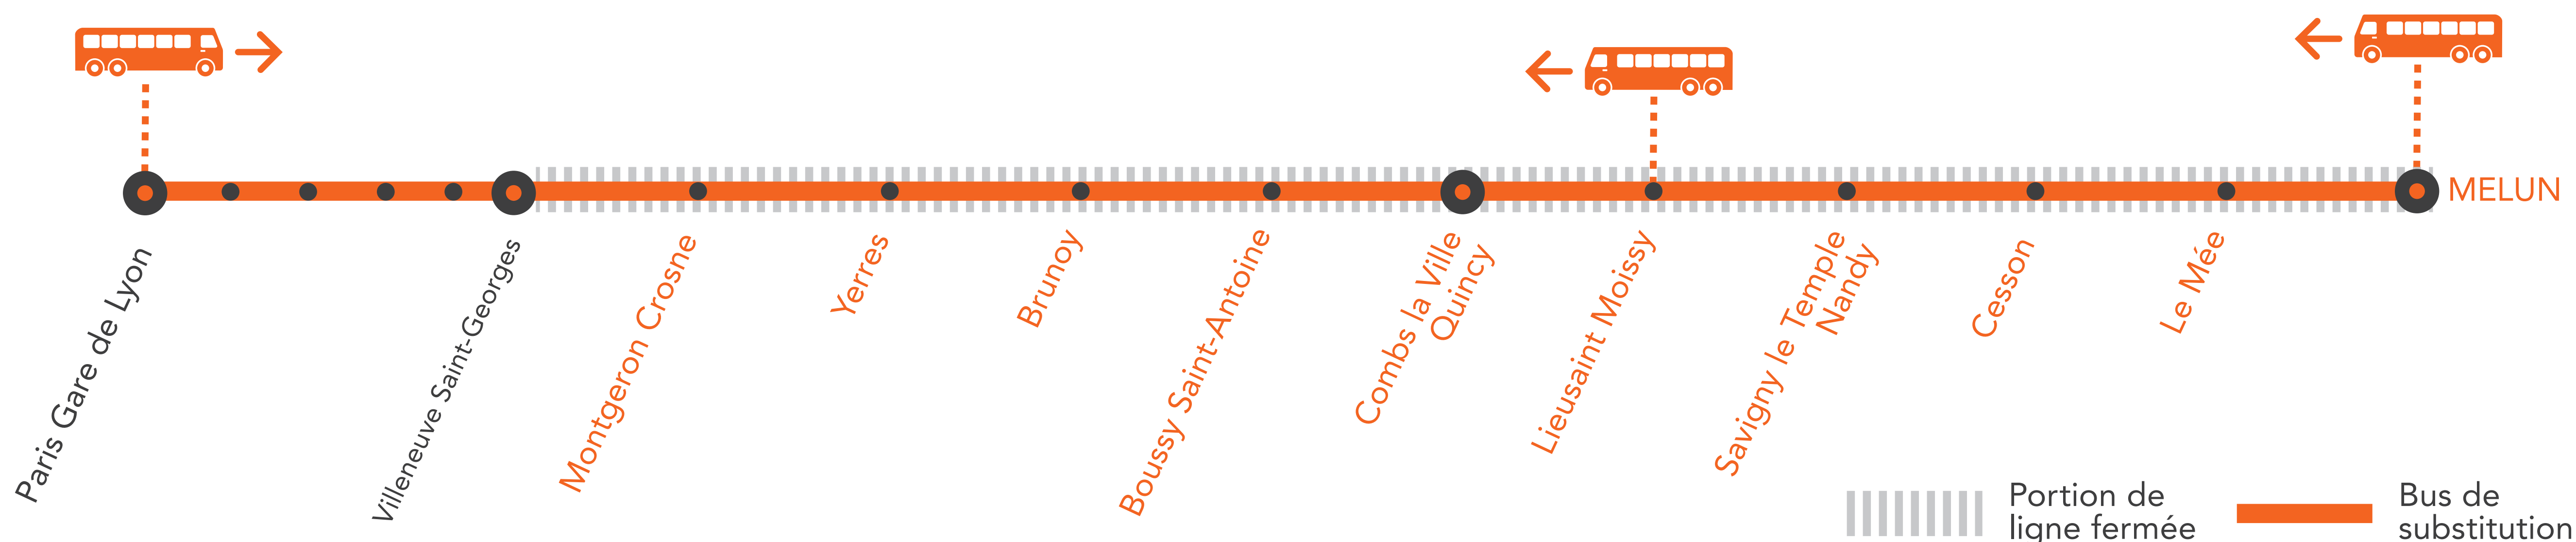 Paris Gare de Lyon
Villeneuve Saint-Georges
Montgeron Crosne
Yerres
Brunoy
Boussy Saint-Antoine
Combs la Ville
Quincy
Lieusaint Moissy
Savigny le Temple
Nandy
Cesson
Le Mée
MELUN
Portion de
ligne fermée
Bus de
substitution